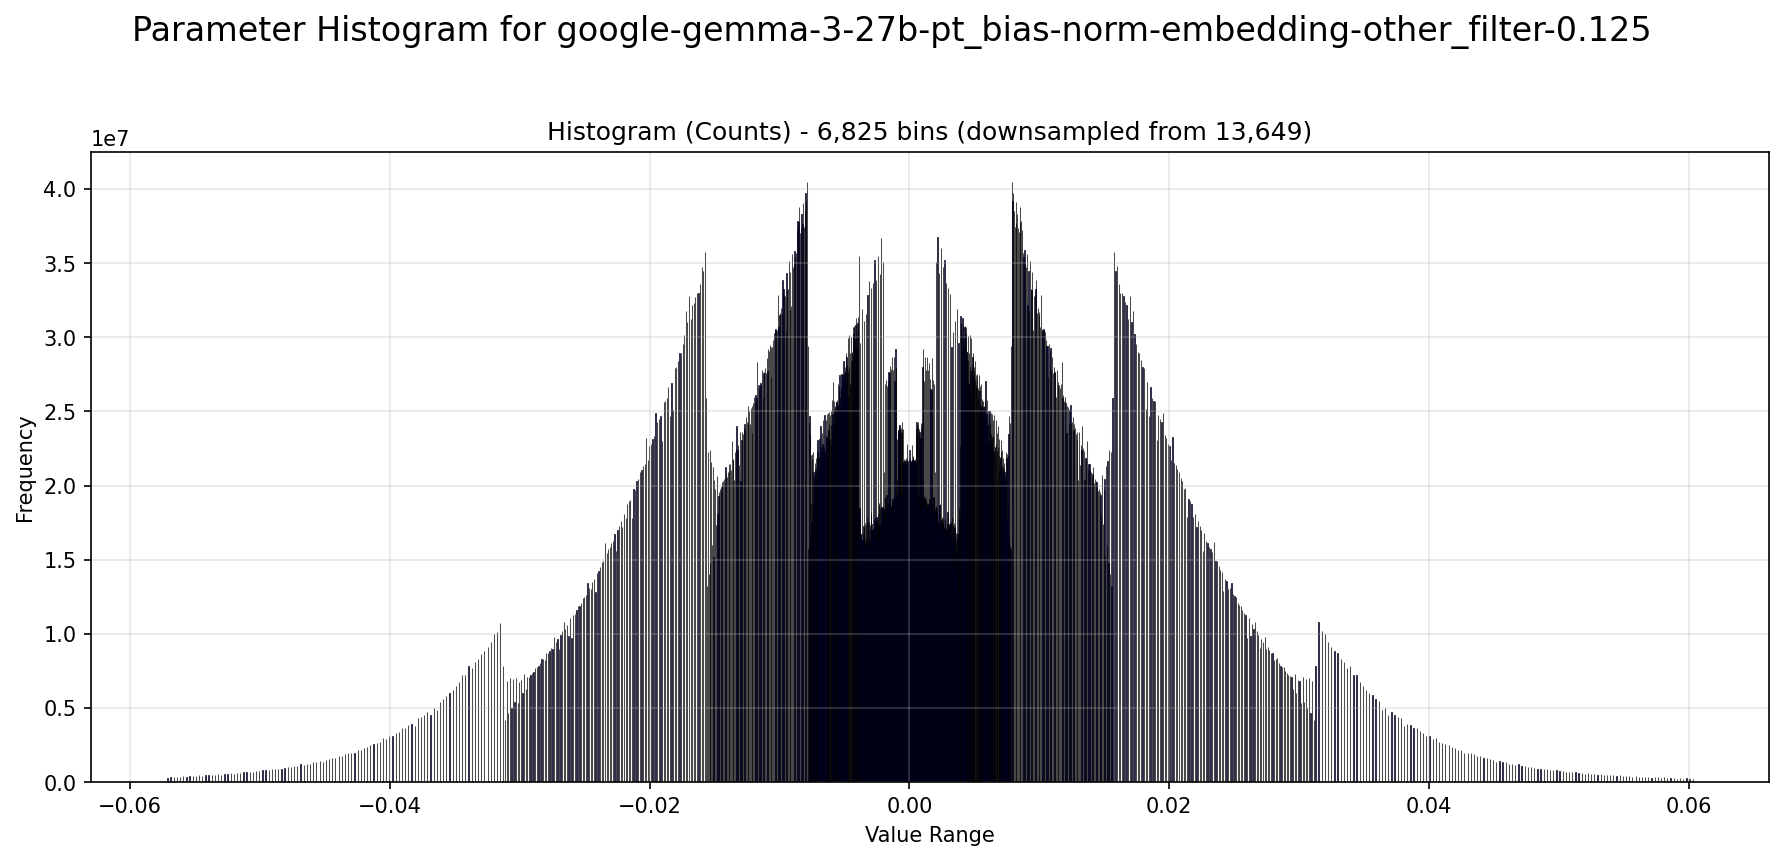 Parameter Histogram for google-gemma-3-27b-pt_bias-norm-embedding-other_filter-0.125
Histogram (Counts) - 6,825 bins (downsampled from 13,649)
1e7
4.0
3.5
3.0
2.5
2.0
1.5
1.0
0.5
0.0
Frequency
−0.06 −0.04 −0.02 0.00 0.02 0.04 0.06
Value Range